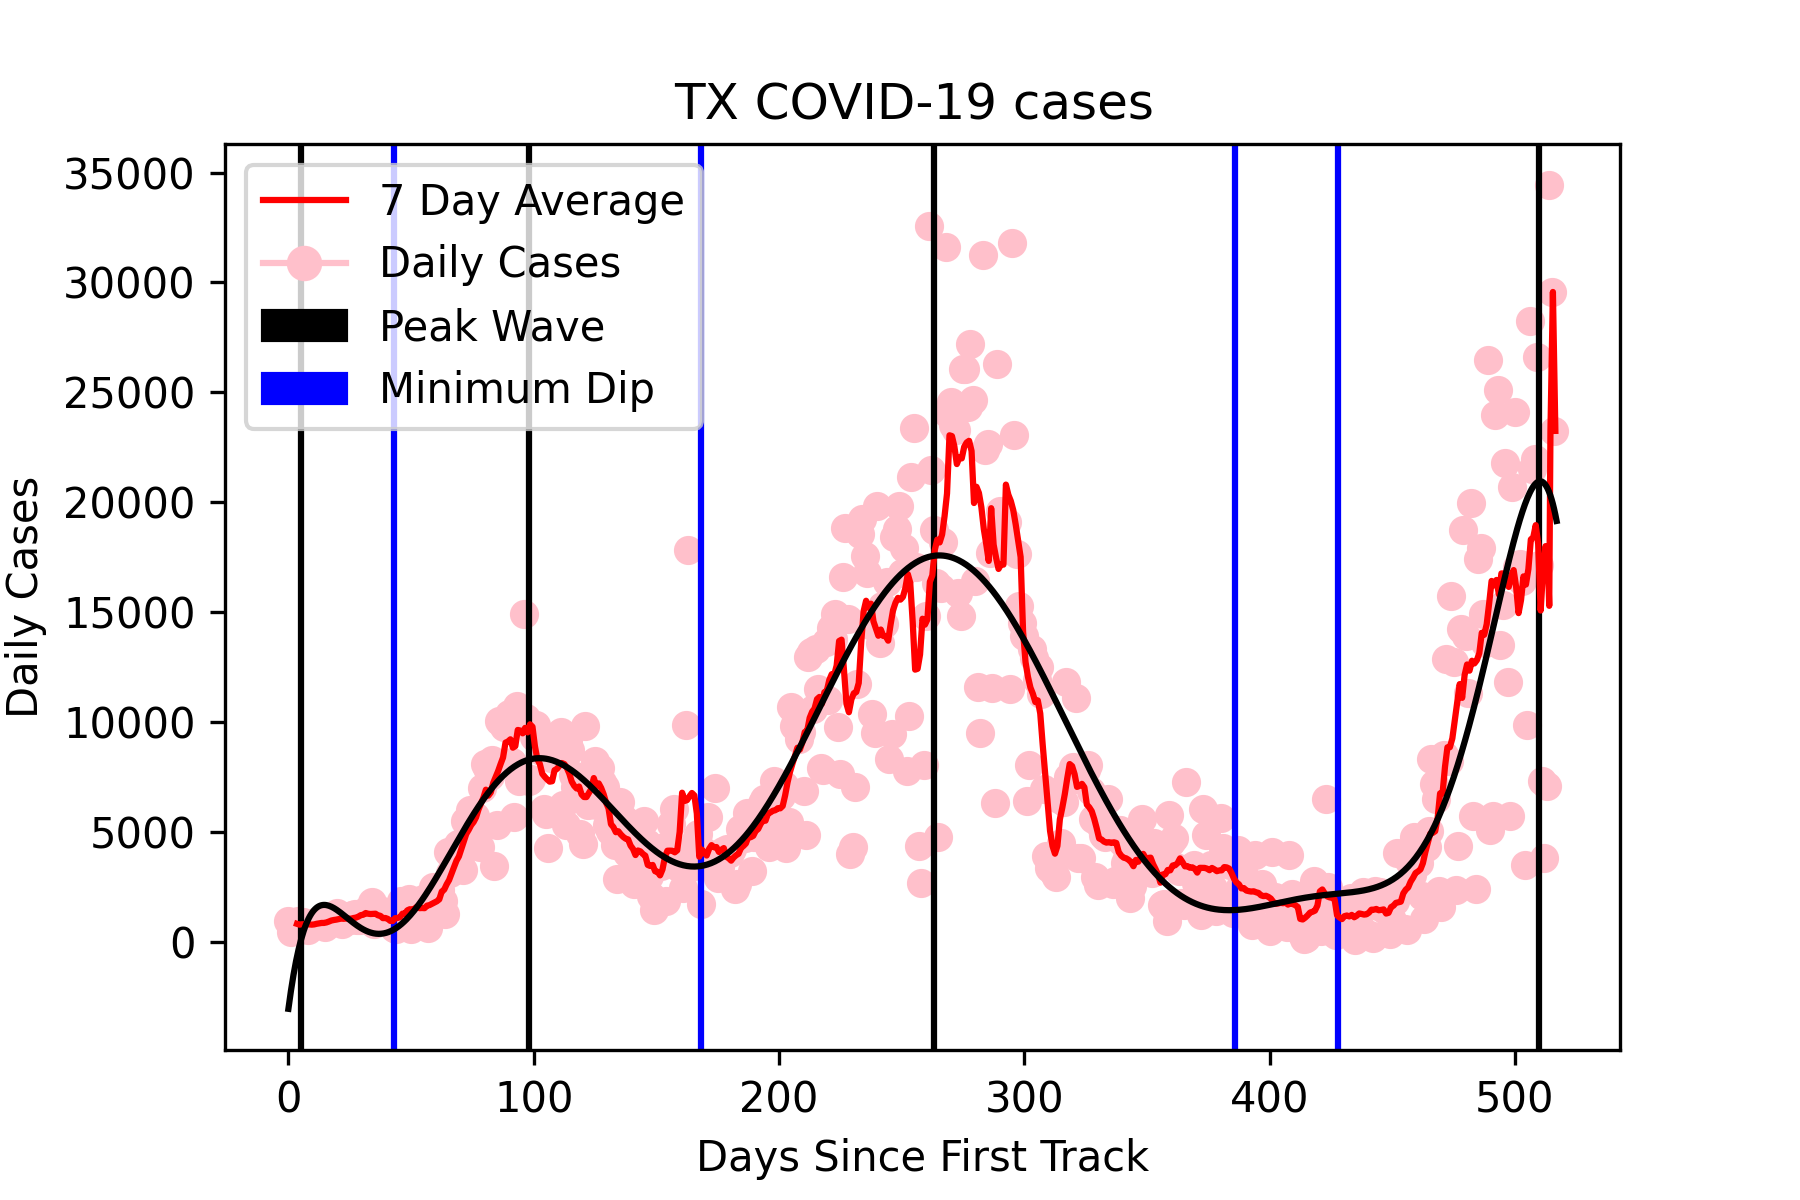 TX COVID-19 cases
35000
30000
25000
20000
15000
10000
5000
0
Daily Cases
7 Day Average
Daily Cases
Peak Wave
Minimum Dip
0 100 200 300 400 500
Days Since First Track